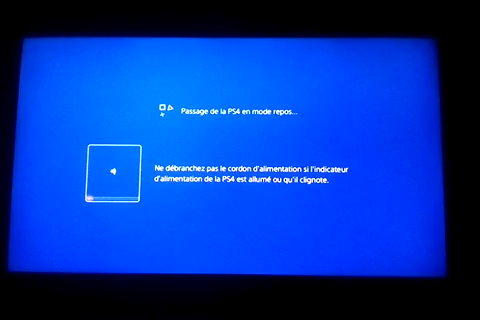 Passage de la PS4 en mode repos...
Ne débranchez pas le cordon d'alimentation si l'indicateur
d'alimentation de la PS4 est allumé ou qu'il clignote.